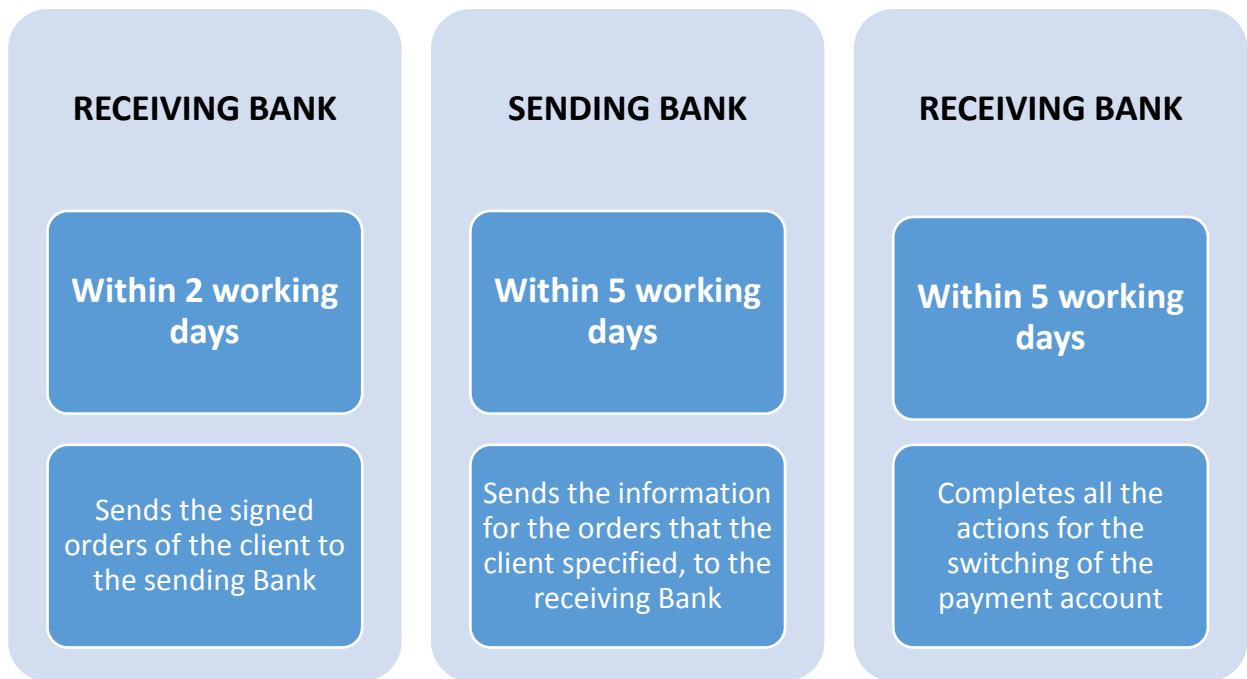 RECEIVING BANK
Within 2 working
days
Sends the signed
orders of the client to
the sending Bank
SENDING BANK
Within 5 working
days
Sends the information
for the orders that the
client specified, to the
receiving Bank
RECEIVING BANK
Within 5 working
days
Completes all the
actions for the
switching of the
payment account